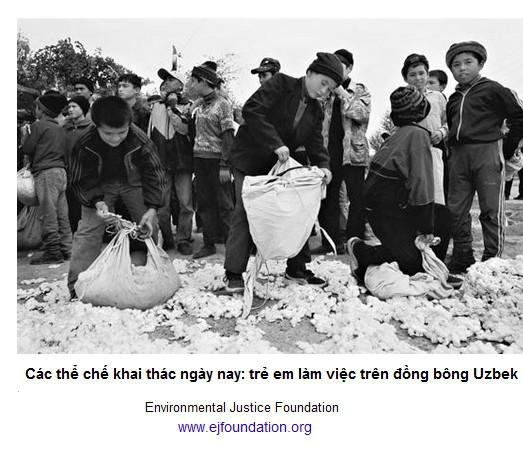 Các thể chế khai thác ngày nay: trẻ em làm việc trên đồng bông Uzbek
Environmental Justice Foundation
www.ejfoundation.org